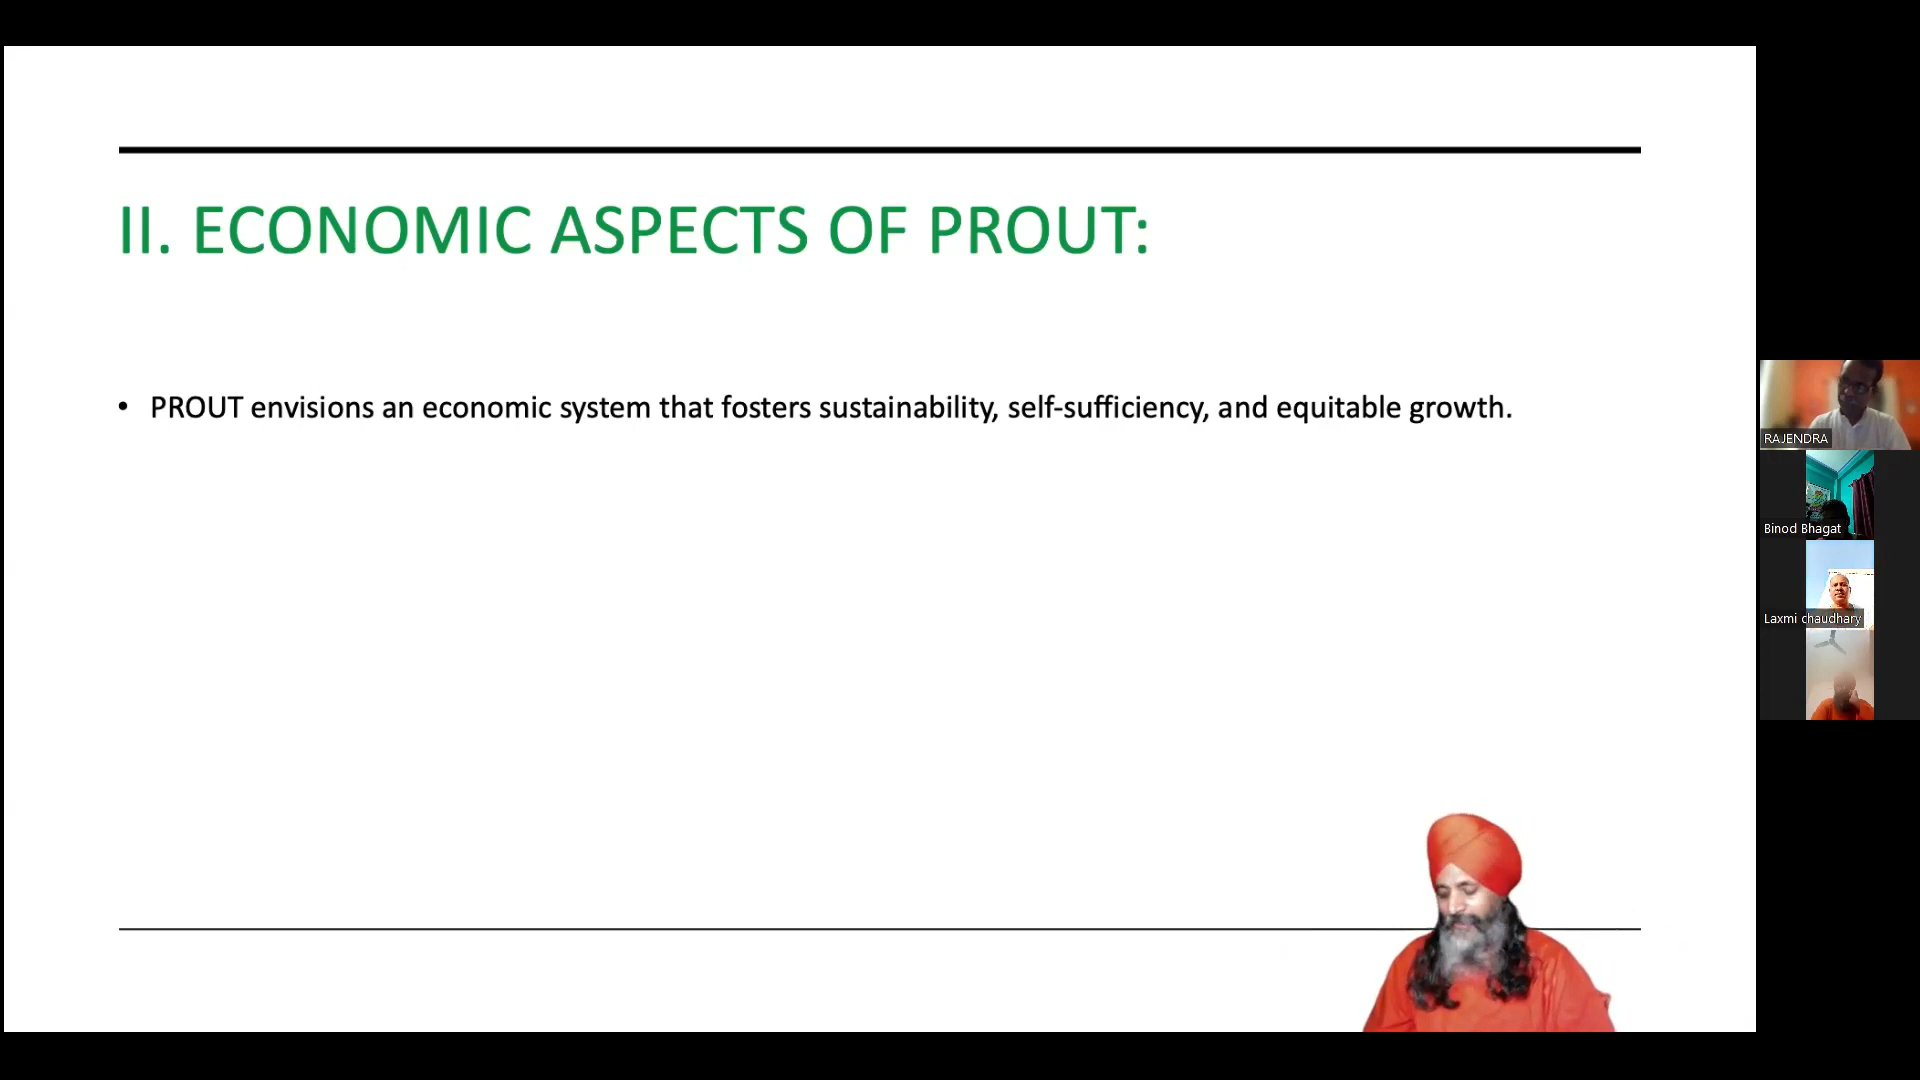 II. ECONOMIC ASPECTS OF PROUT:
• PROUT envisions an economic system that fosters sustainability, self-sufficiency, and equitable growth.
RAJENDRA
Binod Bhagat
Laxmi chaudhary